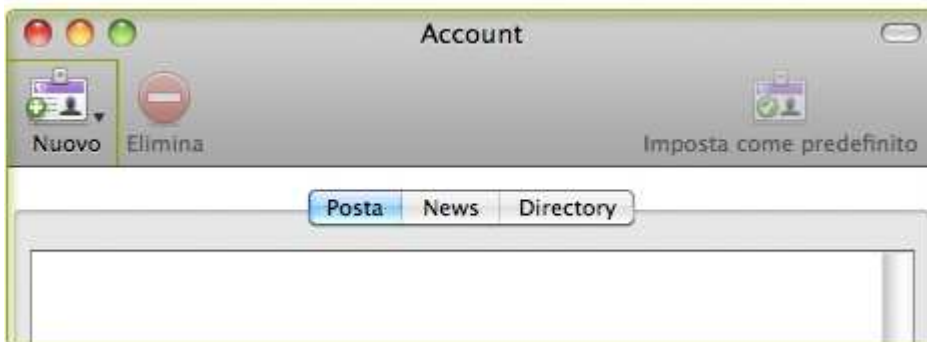 Account
Nuovo Elimina Imposta come predefinito
Posta News Directory